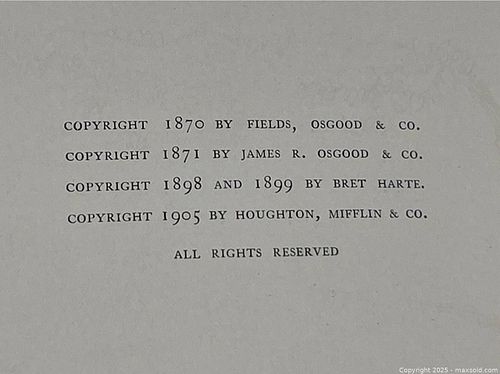 COPYRIGHT 1870 BY FIELDS, OSGOOD & CO.
COPYRIGHT 1871 BY JAMES R. OSGOOD & CO.
COPYRIGHT 1898 AND 1899 BY BRET HARTE.
COPYRIGHT 1905 BY HOUGHTON, MIFFLIN & CO.
ALL RIGHTS RESERVED
Copyright 2025 - maxsold.com